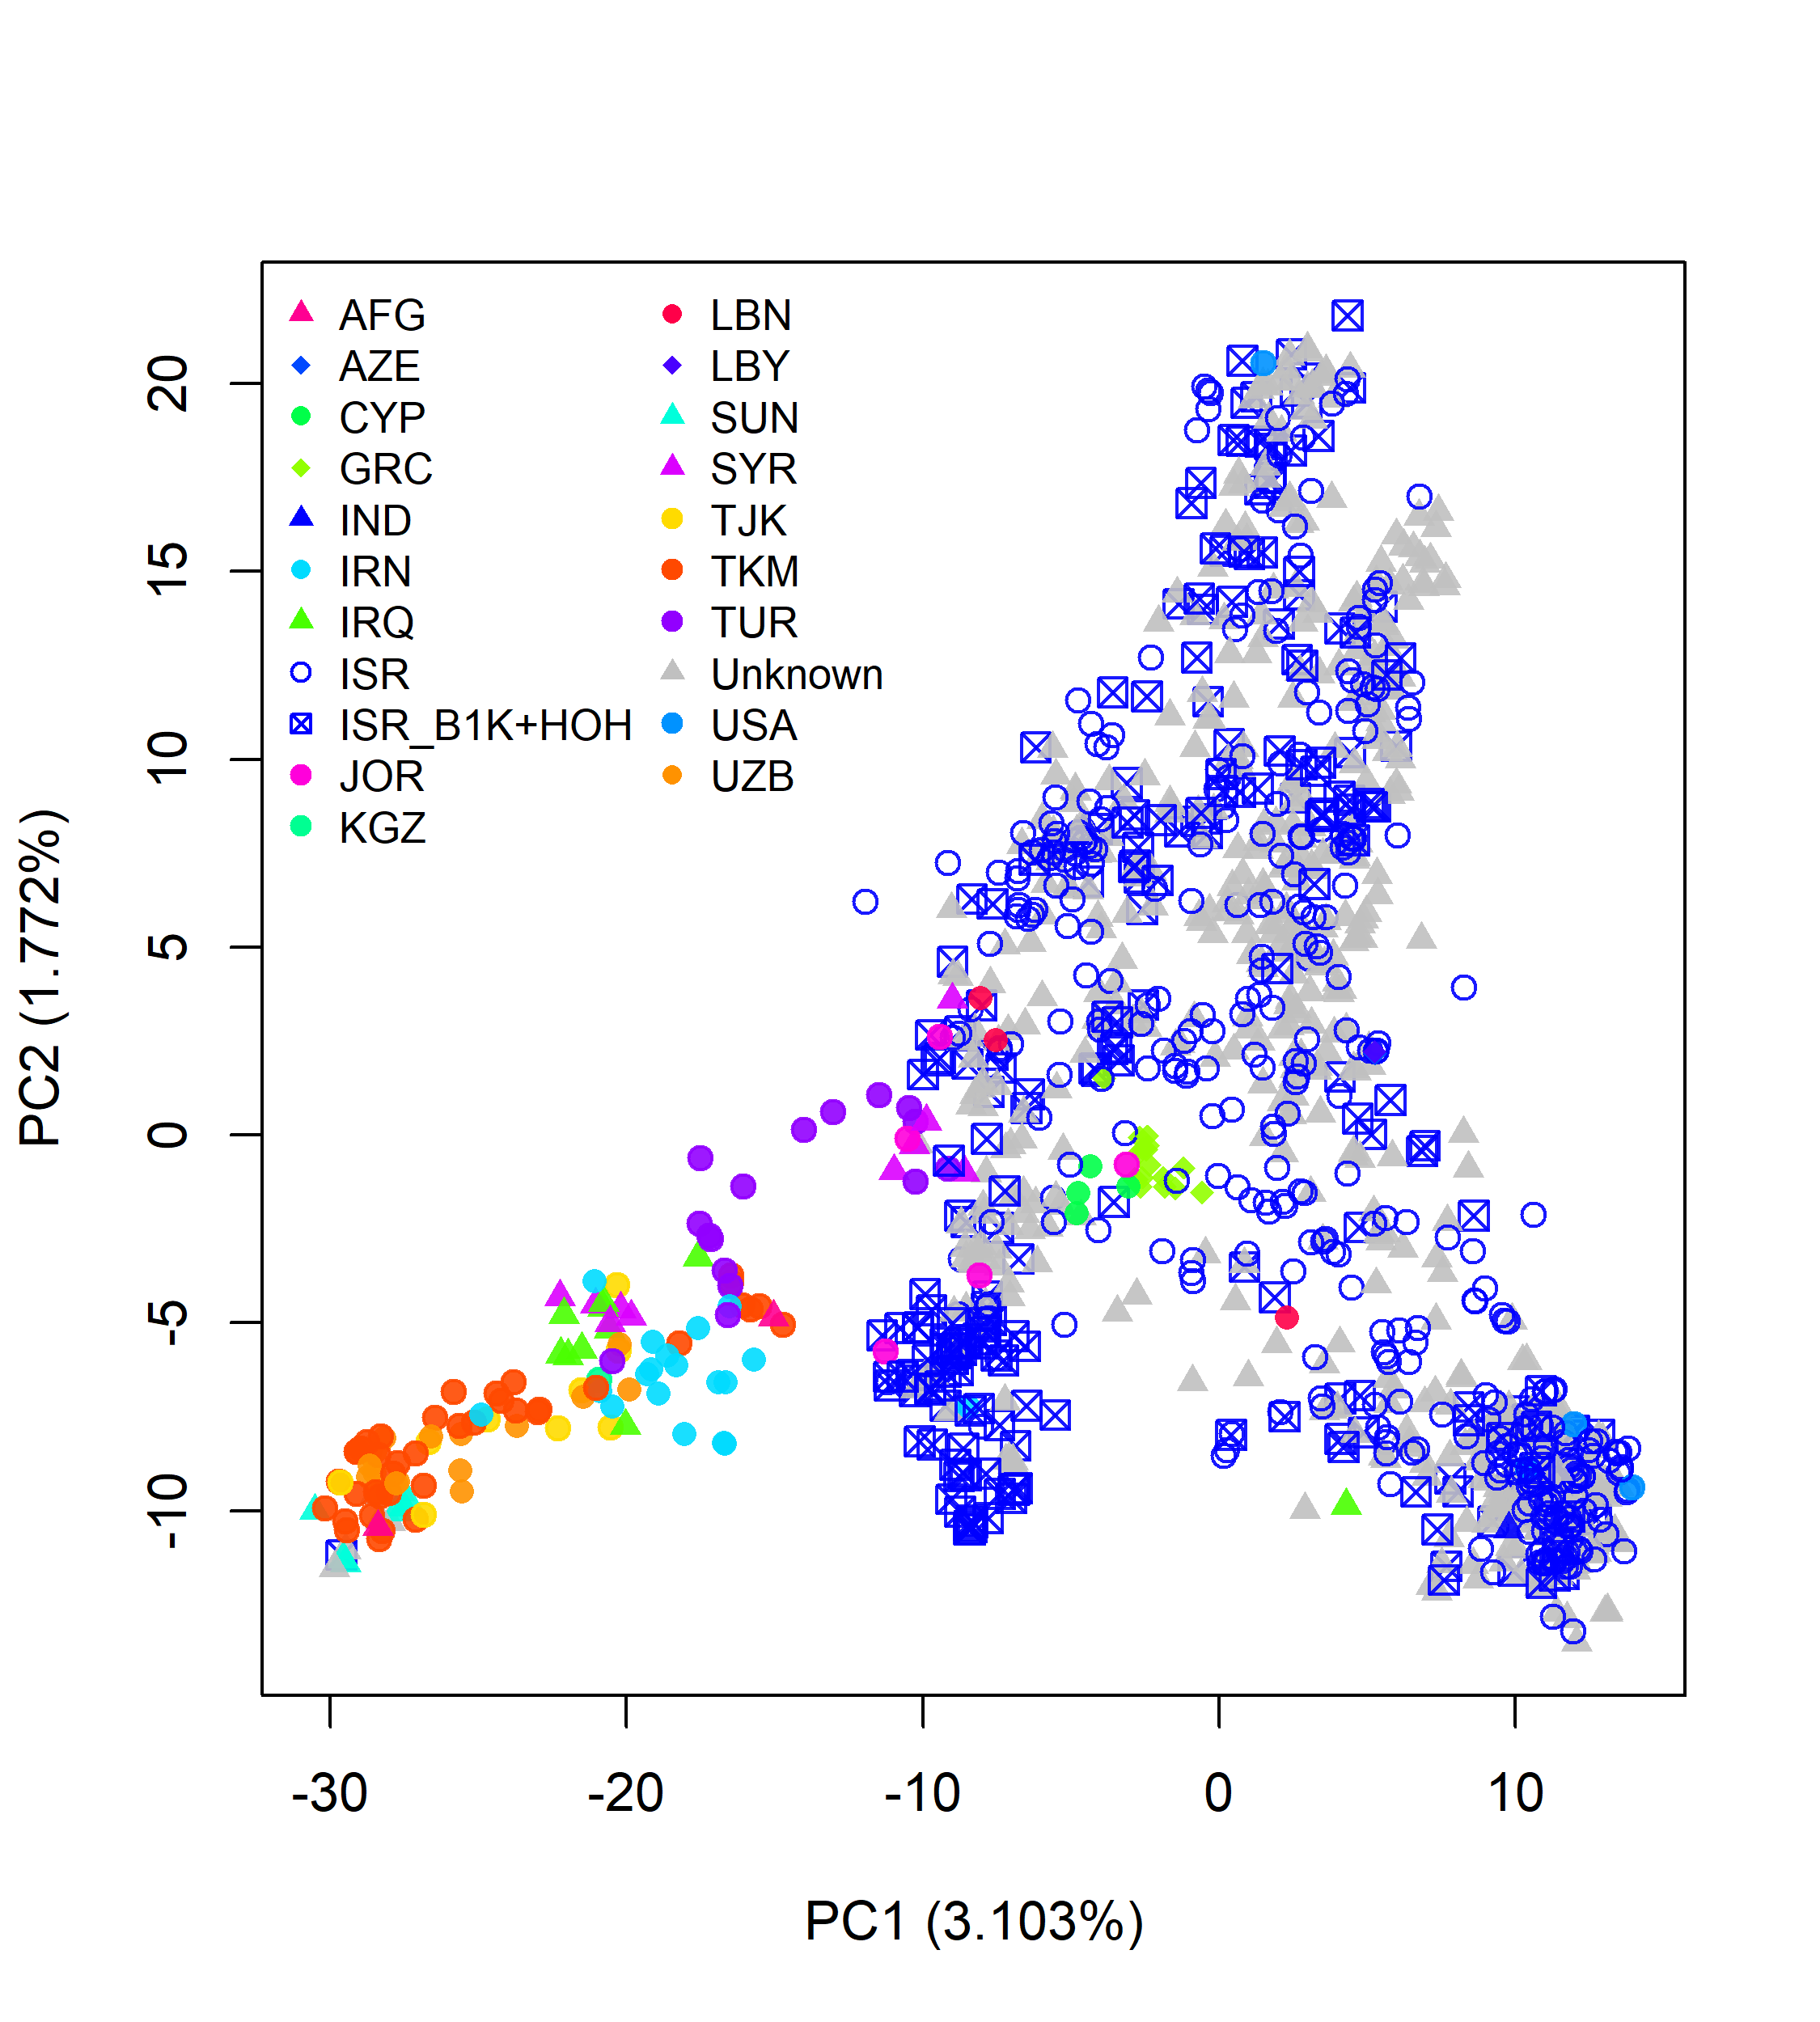 AFG
AZE
CYP
GRC
IND
IRN
IRQ
ISR
ISR_B1K+HOH
JOR
KGZ
LBN
LBY
SUN
SYR
TJK
TKM
TUR
Unknown
USA
UZB
20
15
10
5
0
-5
-10
PC2 (1.772%)
-30
-20
-10
0
10
PC1 (3.103%)